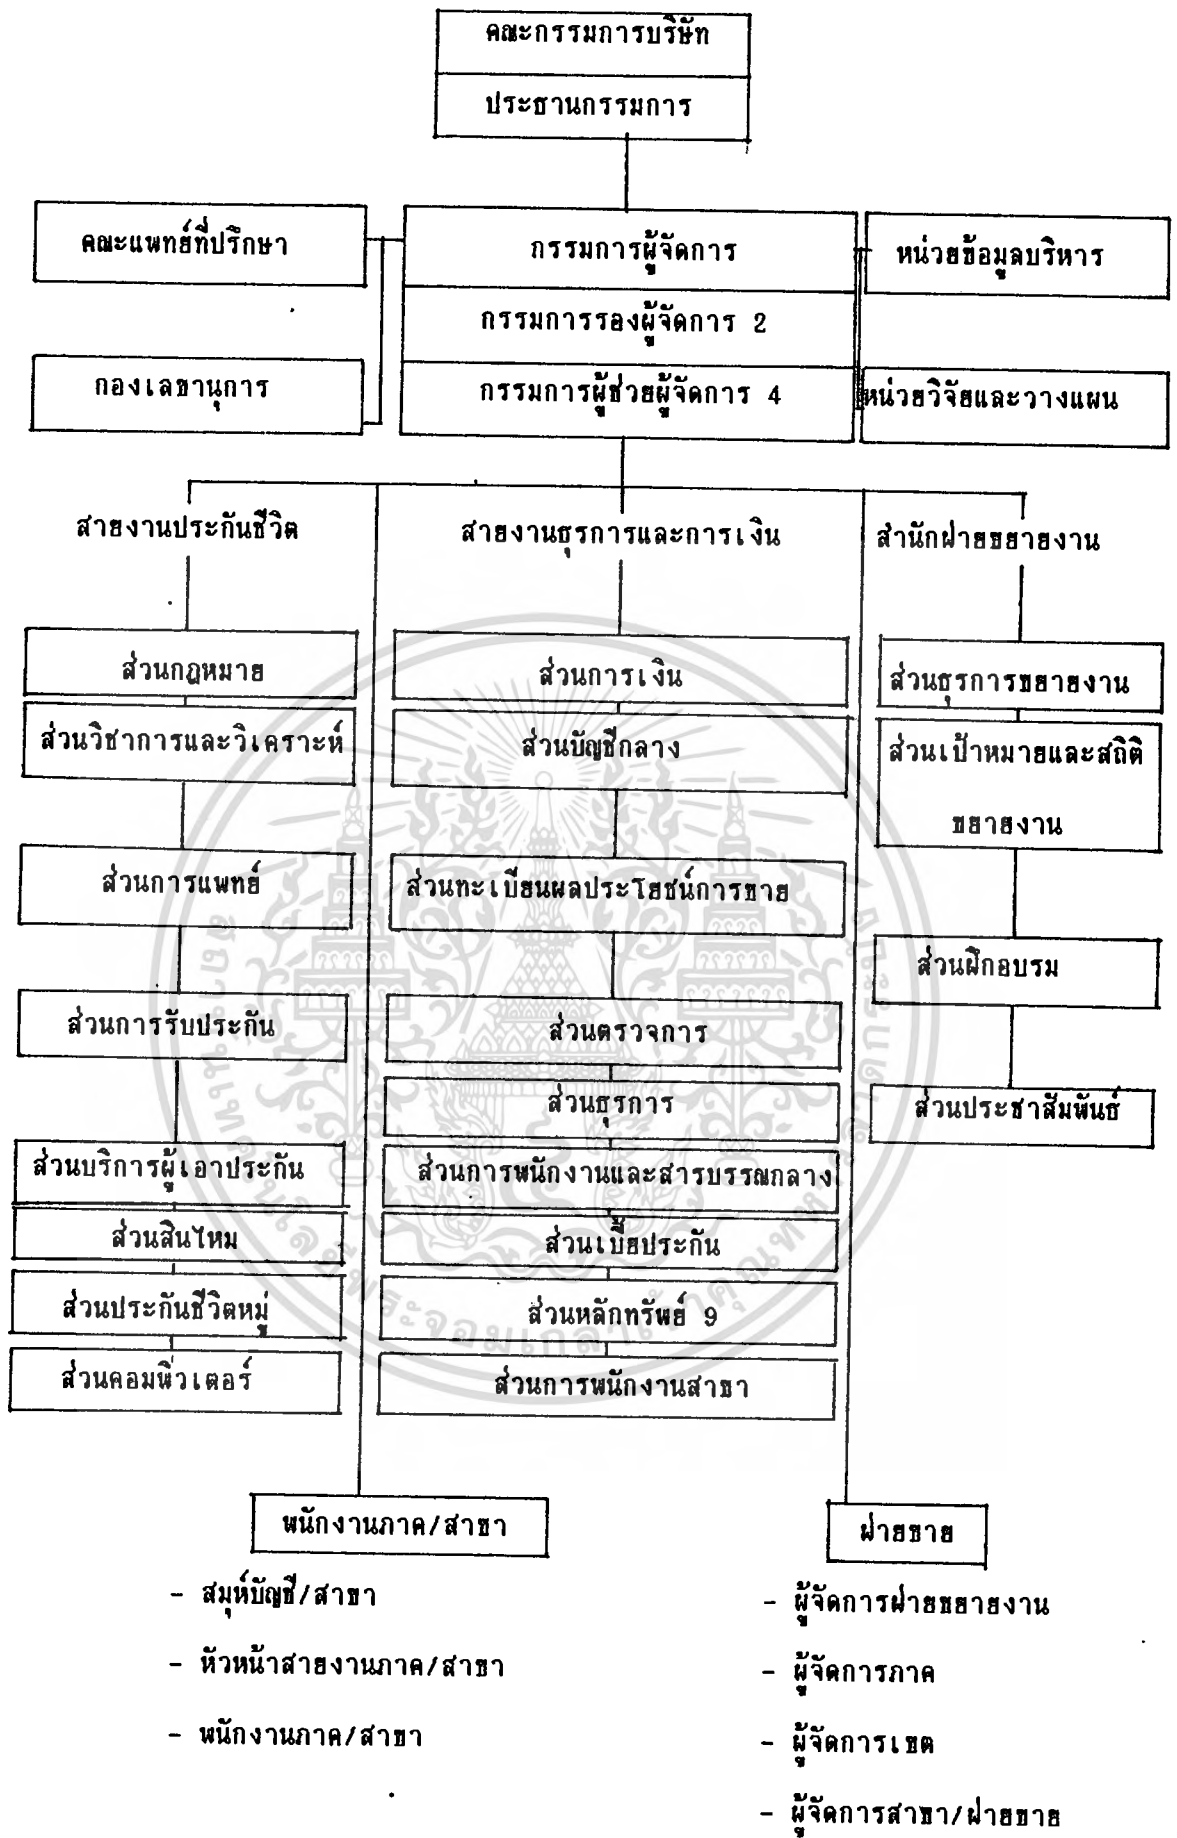 คณะกรรมการบริษัท
ประธานกรรมการ
คณะแพทย์ที่ปรึกษา
กรรมการผู้จัดการ
หน่วยข้อมูลบริหาร
กรรมการรองผู้จัดการ 2
กองเลขานุการ
กรรมการผู้ช่วยผู้จัดการ 4
หน่วยวิจัยและวางแผน
สายงานประกันชีวิต
สายงานธุรการและการเงิน
สำนักฝ่ายขยายงาน
ส่วนกฎหมาย
ส่วนวิชาการและวิเคราะห์
ส่วนการแพทย์
ส่วนการรับประกัน
ส่วนบริการผู้เอาประกัน
ส่วนสินไหม
ส่วนประกันชีวิตหมู่
ส่วนคอมพิวเตอร์
ส่วนการเงิน
ส่วนบัญชีกลาง
ส่วนทะเบียนผลประโยชน์การขาย
ส่วนตรวจการ
ส่วนธุรการ
ส่วนการพนักงานและสารบรรณกลาง
ส่วนเบี้ยประกัน
ส่วนหลักทรัพย์ 9
ส่วนการพนักงานสาขา
ส่วนธุรการขยายงาน
ส่วนเป้าหมายและสถิติ
ขยายงาน
ส่วนฝึกอบรม
ส่วนประชาสัมพันธ์
พนักงานภาค/สาขา
- สมุห์บัญชี/สาขา
- หัวหน้าสายงานภาค/สาขา
- พนักงานภาค/สาขา
ฝ่ายขาย
- ผู้จัดการฝ่ายขยายงาน
- ผู้จัดการภาค
- ผู้จัดการเขต
- ผู้จัดการสาขา/ฝ่ายขาย